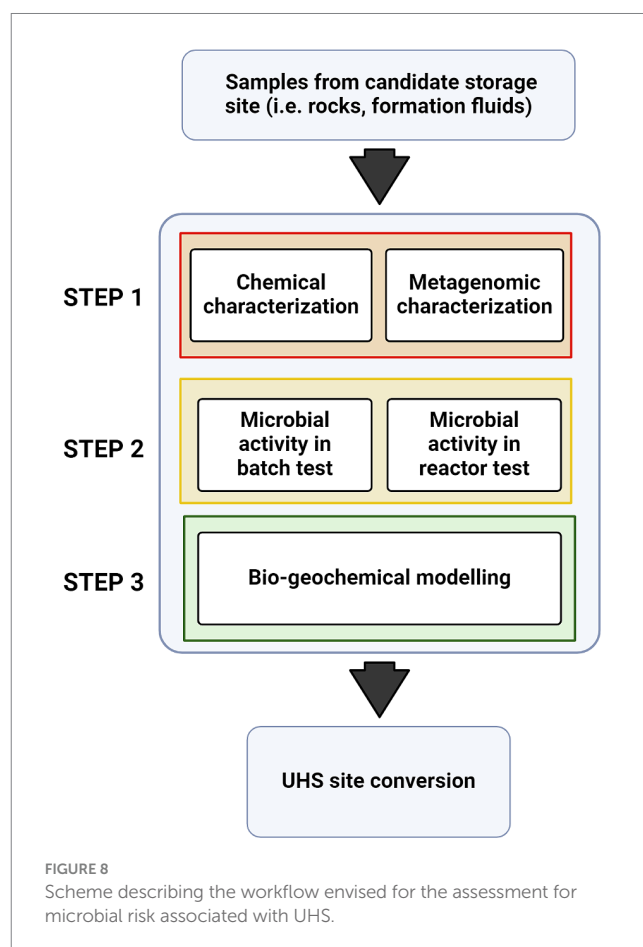 Samples from candidate storage
site (i.e. rocks, formation fluids)
STEP 1
Chemical
characterization
Metagenomic
characterization
STEP 2
Microbial
activity in
batch test
Microbial
activity in
reactor test
STEP 3
Bio-geochemical modelling
UHS site conversion
FIGURE 8
Scheme describing the workflow envised for the assessment for
microbial risk associated with UHS.